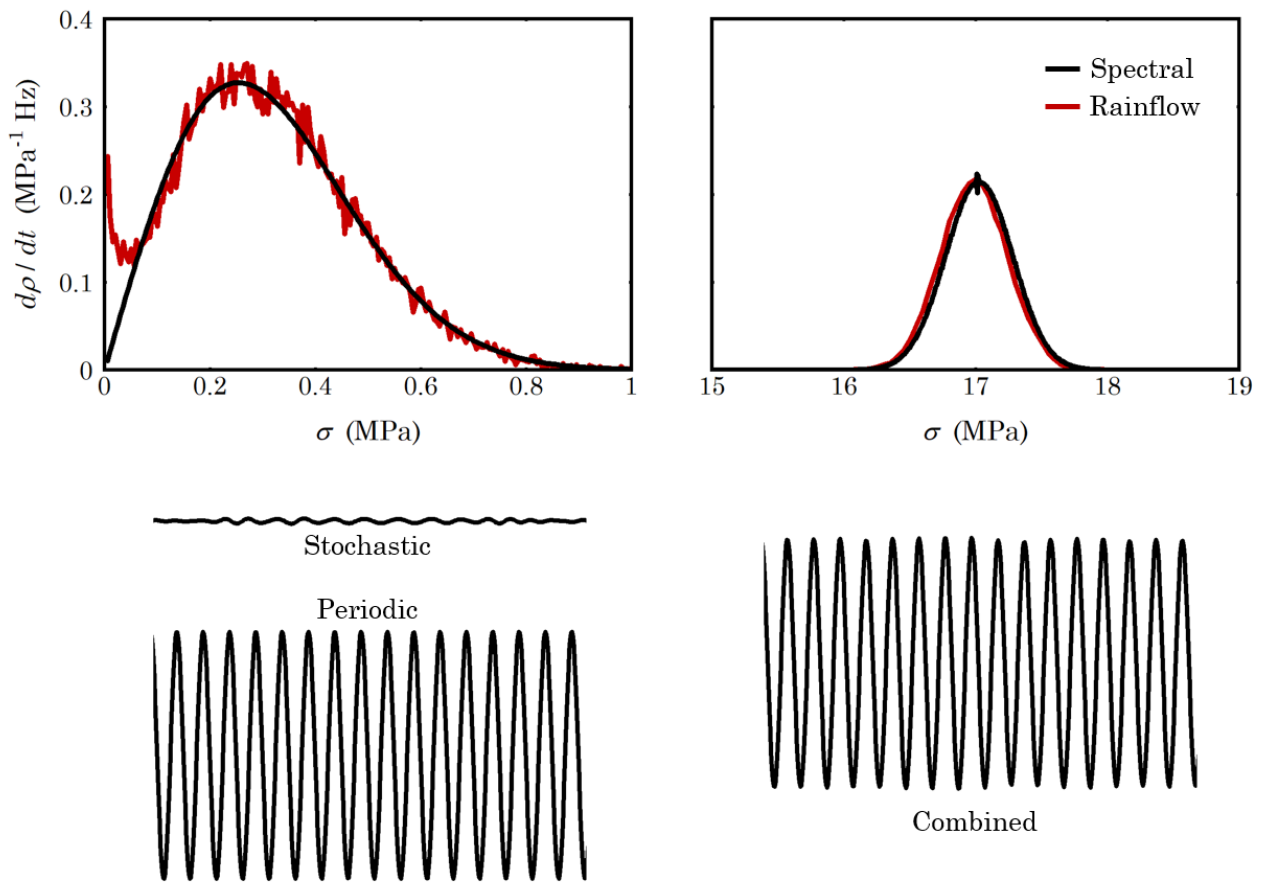 0.4
0.3
0.2
0.1
0
dρ / dt (MPa⁻¹ Hz)
0 0.2 0.4 0.6 0.8 1
σ (MPa)
Spectral
Rainflow
15 16 17 18 19
σ (MPa)
Stochastic
Periodic
Combined